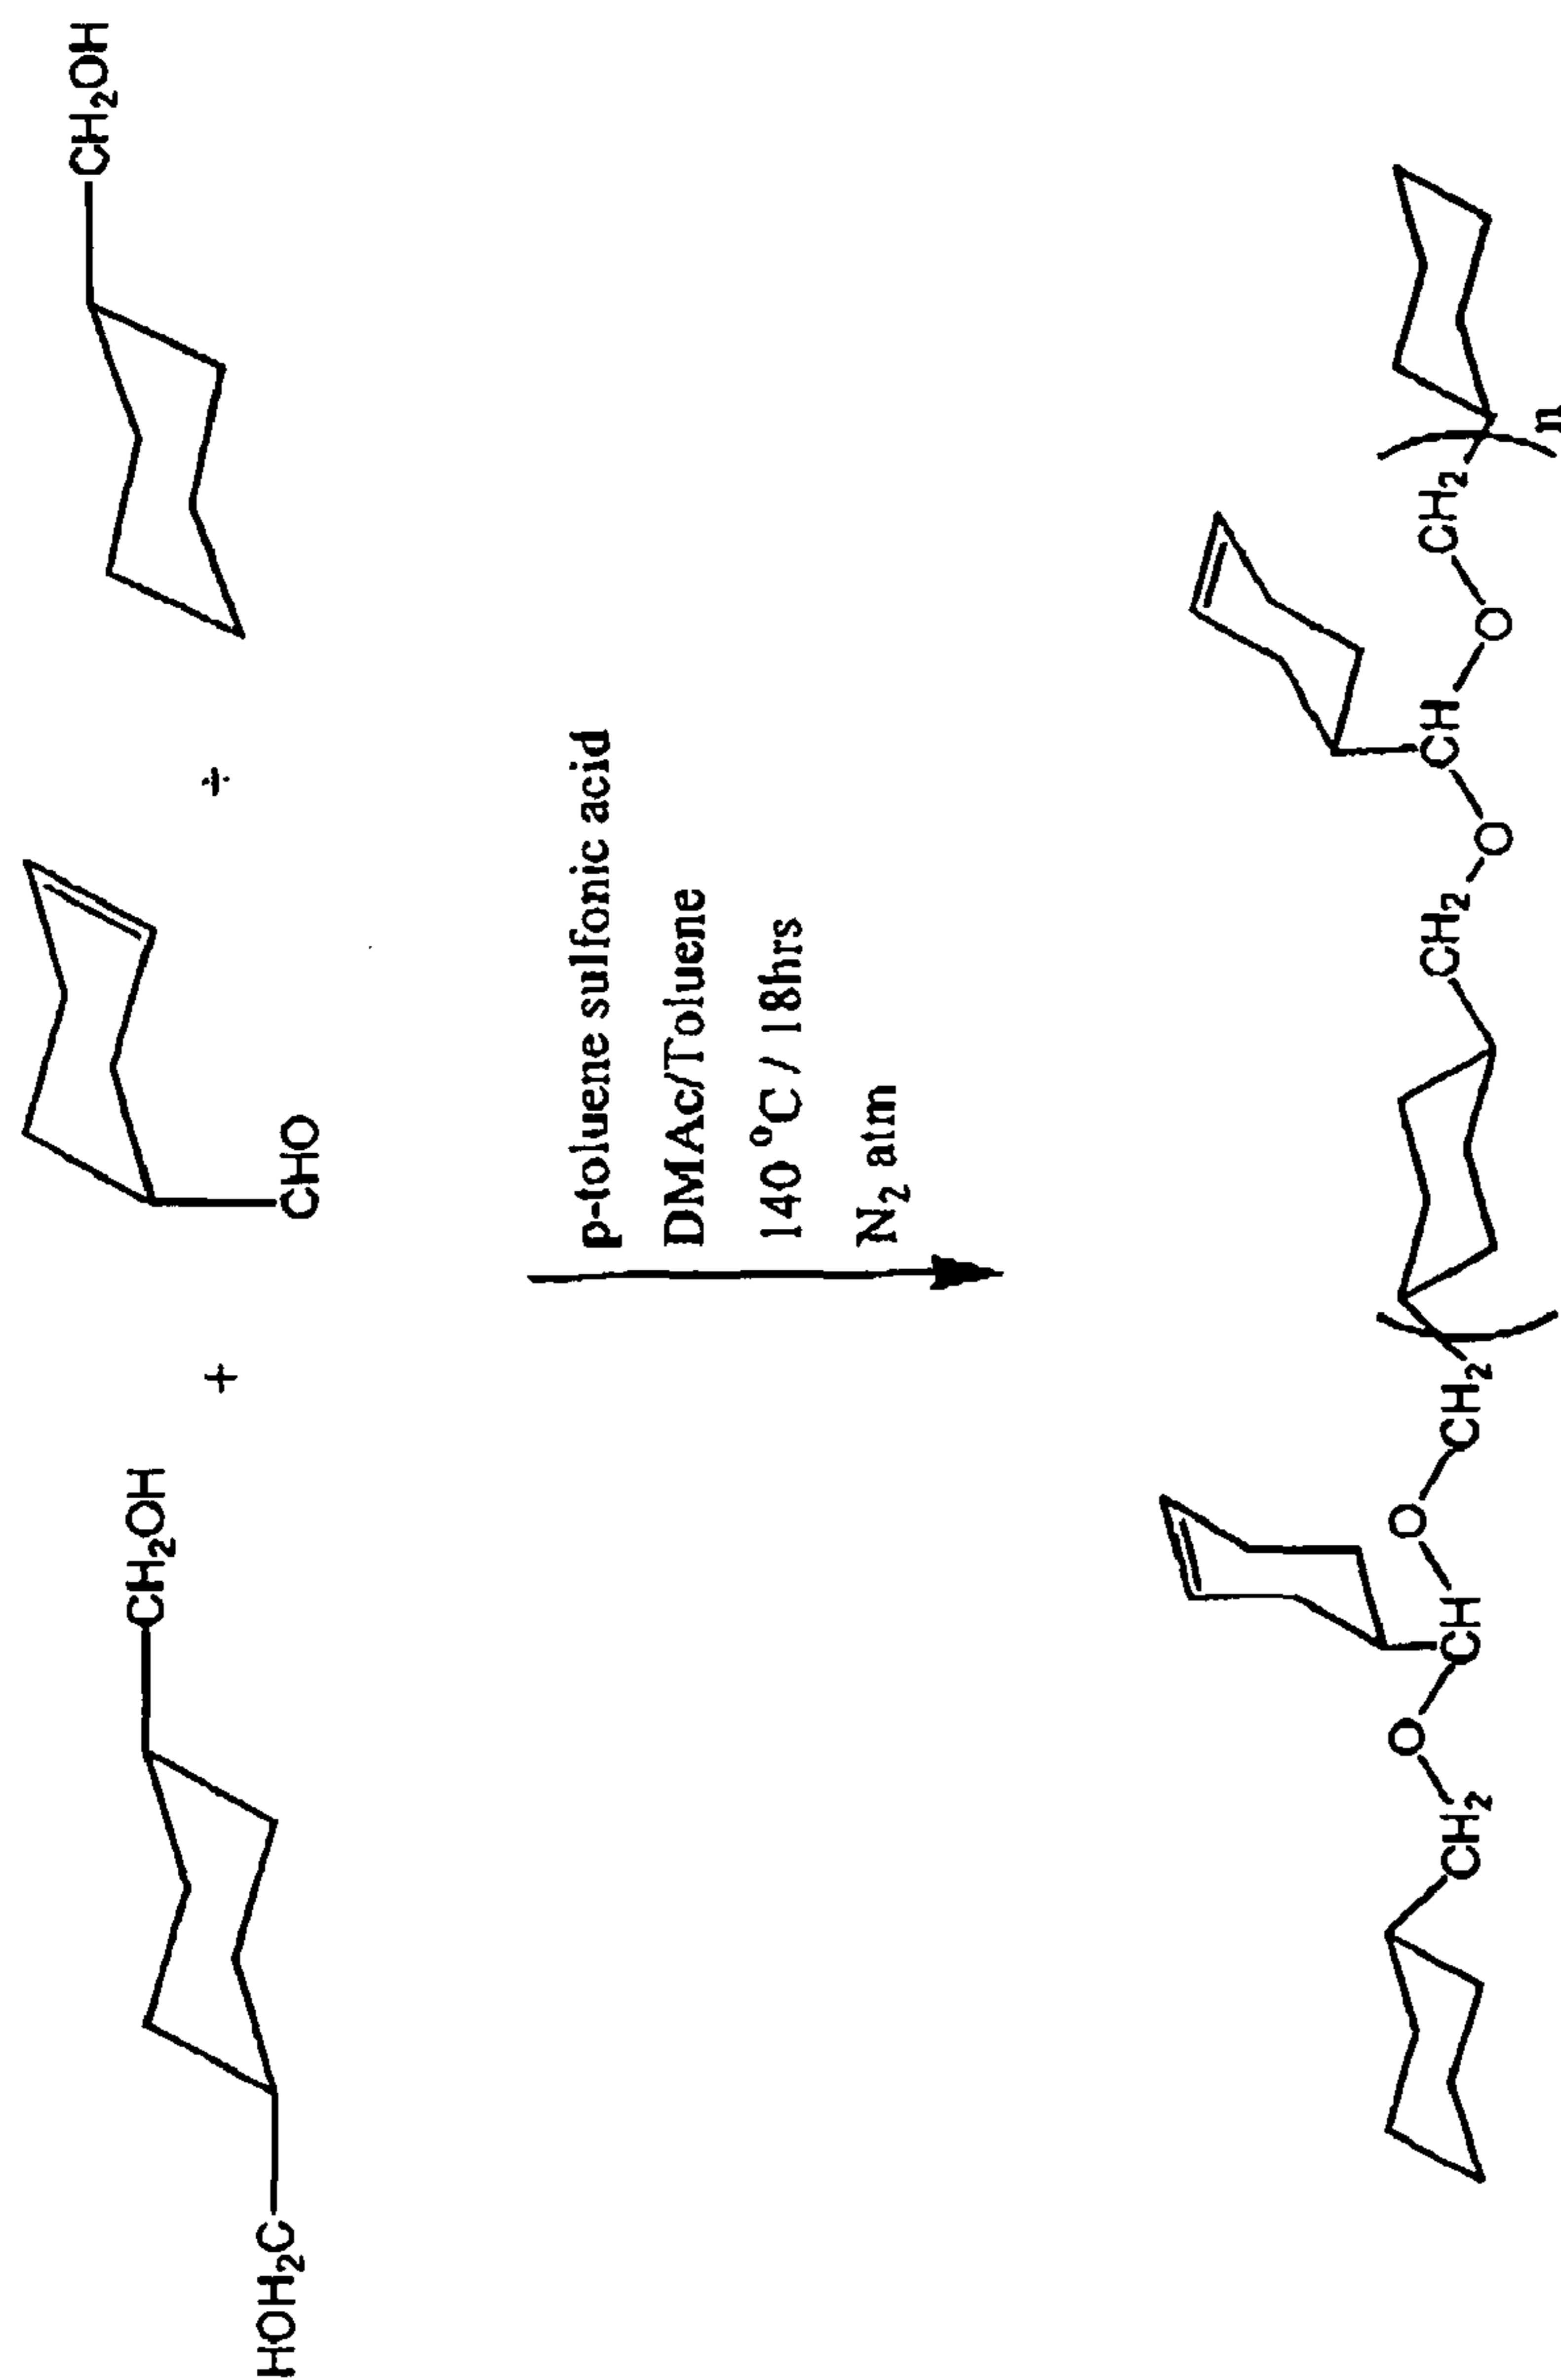 HOH2C
CH2OH
+
CHO
+
CH2OH
p-toluene sulfonic acid
DMAc/Toluene
140 °C / 18hrs
N2 atm
CH2
O
CH
O
CH2
CH2
O
CH
O
CH2
n